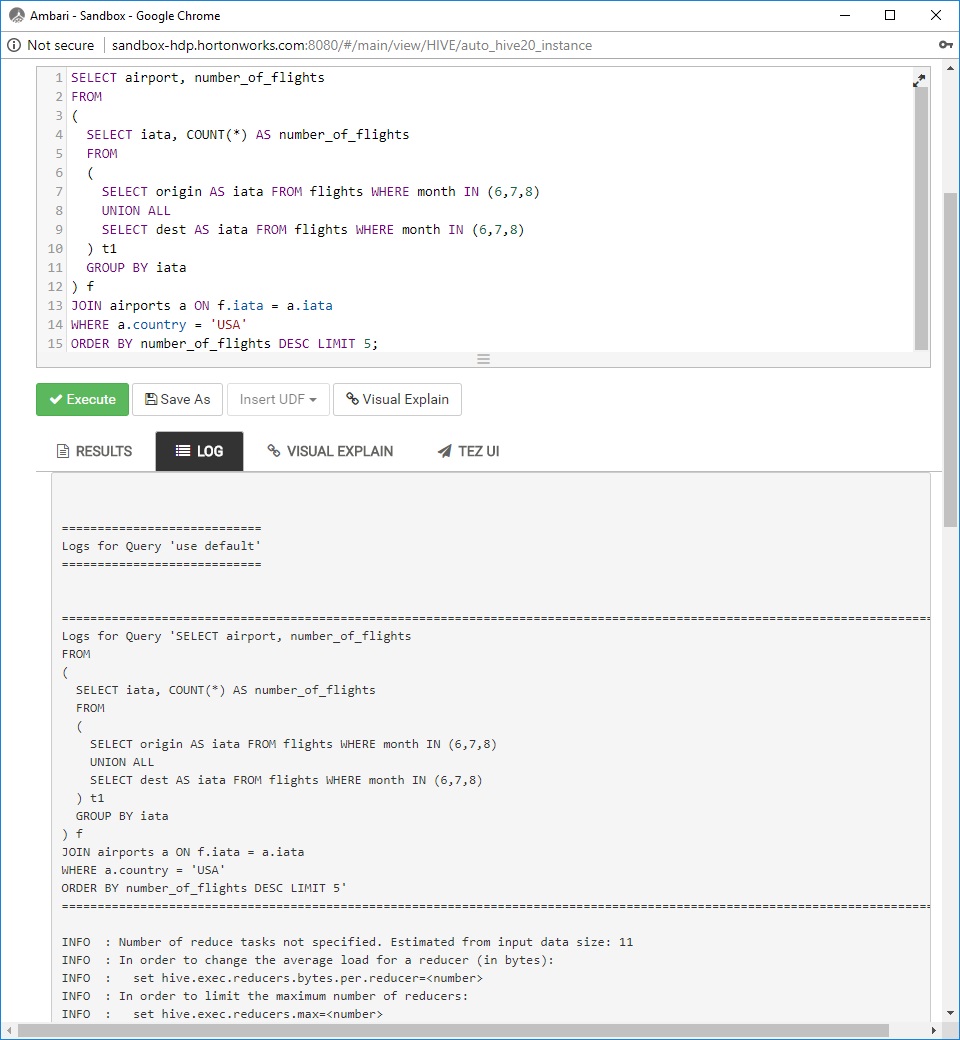 Ambari - Sandbox - Google Chrome
Not secure | sandbox-hdp.hortonworks.com:8080/#/main/view/HIVE/auto_hive20_instance
1 SELECT airport, number_of_flights
2 FROM
3 (
4   SELECT iata, COUNT(*) AS number_of_flights
5   FROM
6   (
7     SELECT origin AS iata FROM flights WHERE month IN (6,7,8)
8     UNION ALL
9     SELECT dest AS iata FROM flights WHERE month IN (6,7,8)
10   ) t1
11   GROUP BY iata
12 ) f
13 JOIN airports a ON f.iata = a.iata
14 WHERE a.country = 'USA'
15 ORDER BY number_of_flights DESC LIMIT 5;
Execute Save As Insert UDF Visual Explain
RESULTS LOG VISUAL EXPLAIN TEZ UI
============================
Logs for Query 'use default'
============================
==========================================================================================================================
Logs for Query 'SELECT airport, number_of_flights
FROM
(
  SELECT iata, COUNT(*) AS number_of_flights
  FROM
  (
    SELECT origin AS iata FROM flights WHERE month IN (6,7,8)
    UNION ALL
    SELECT dest AS iata FROM flights WHERE month IN (6,7,8)
  ) t1
  GROUP BY iata
) f
JOIN airports a ON f.iata = a.iata
WHERE a.country = 'USA'
ORDER BY number_of_flights DESC LIMIT 5'
==========================================================================================================================
INFO  : Number of reduce tasks not specified. Estimated from input data size: 11
INFO  : In order to change the average load for a reducer (in bytes):
INFO  :   set hive.exec.reducers.bytes.per.reducer=<number>
INFO  : In order to limit the maximum number of reducers:
INFO  :   set hive.exec.reducers.max=<number>